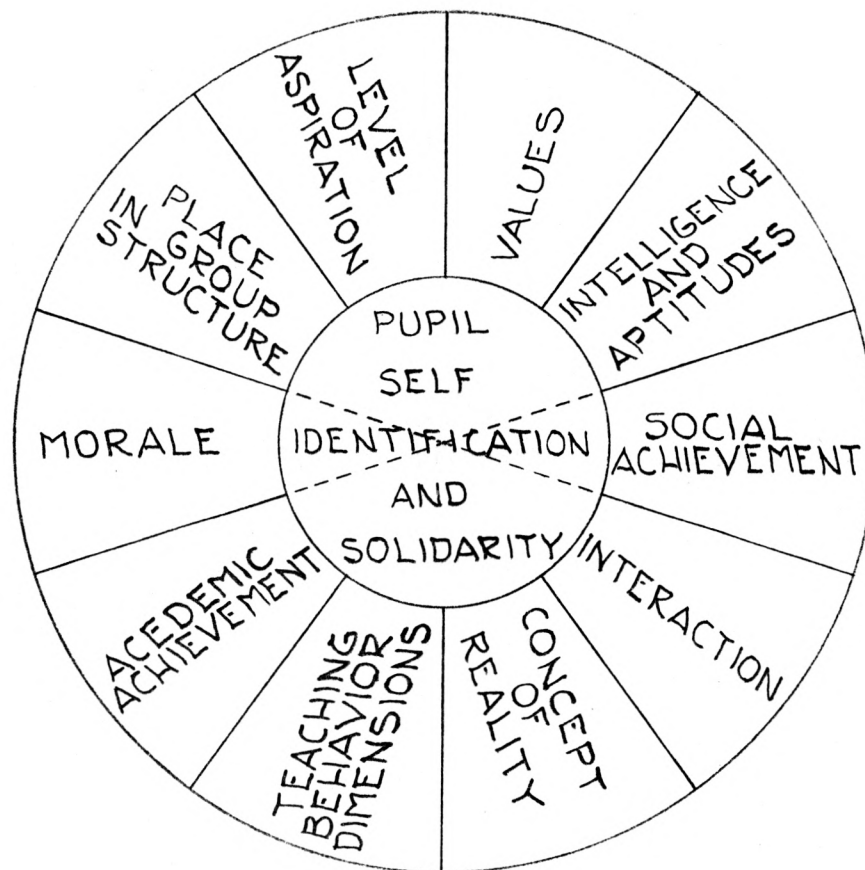 LEVEL
OF
ASPIRATION
VALUES
INTELLIGENCE
AND
APTITUDES
SOCIAL
ACHIEVEMENT
INTERACTION
CONCEPT
OF
REALITY
TEACHING
BEHAVIOR
DIMENSIONS
ACEDEMIC
ACHIEVEMENT
MORALE
PLACE
IN GROUP
STRUCTURE
PUPIL
SELF
IDENTIFICATION
AND
SOLIDARITY